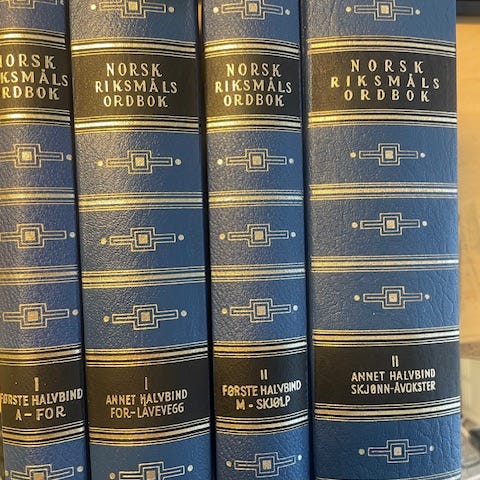 NORSK
RIKSMÅLS
ORDBOK
I
FØRSTE HALVBIND
A – FOR
NORSK
RIKSMÅLS
ORDBOK
I
ANNET HALVBIND
FOR-LAVEVEGG
NORSK
RIKSMÅLS
ORDBOK
II
FØRSTE HALVBIND
M - SKJØLP
NORSK
RIKSMÅLS
ORDBOK
II
ANNET HALVBIND
SKJØNN-ÅVOKSTER